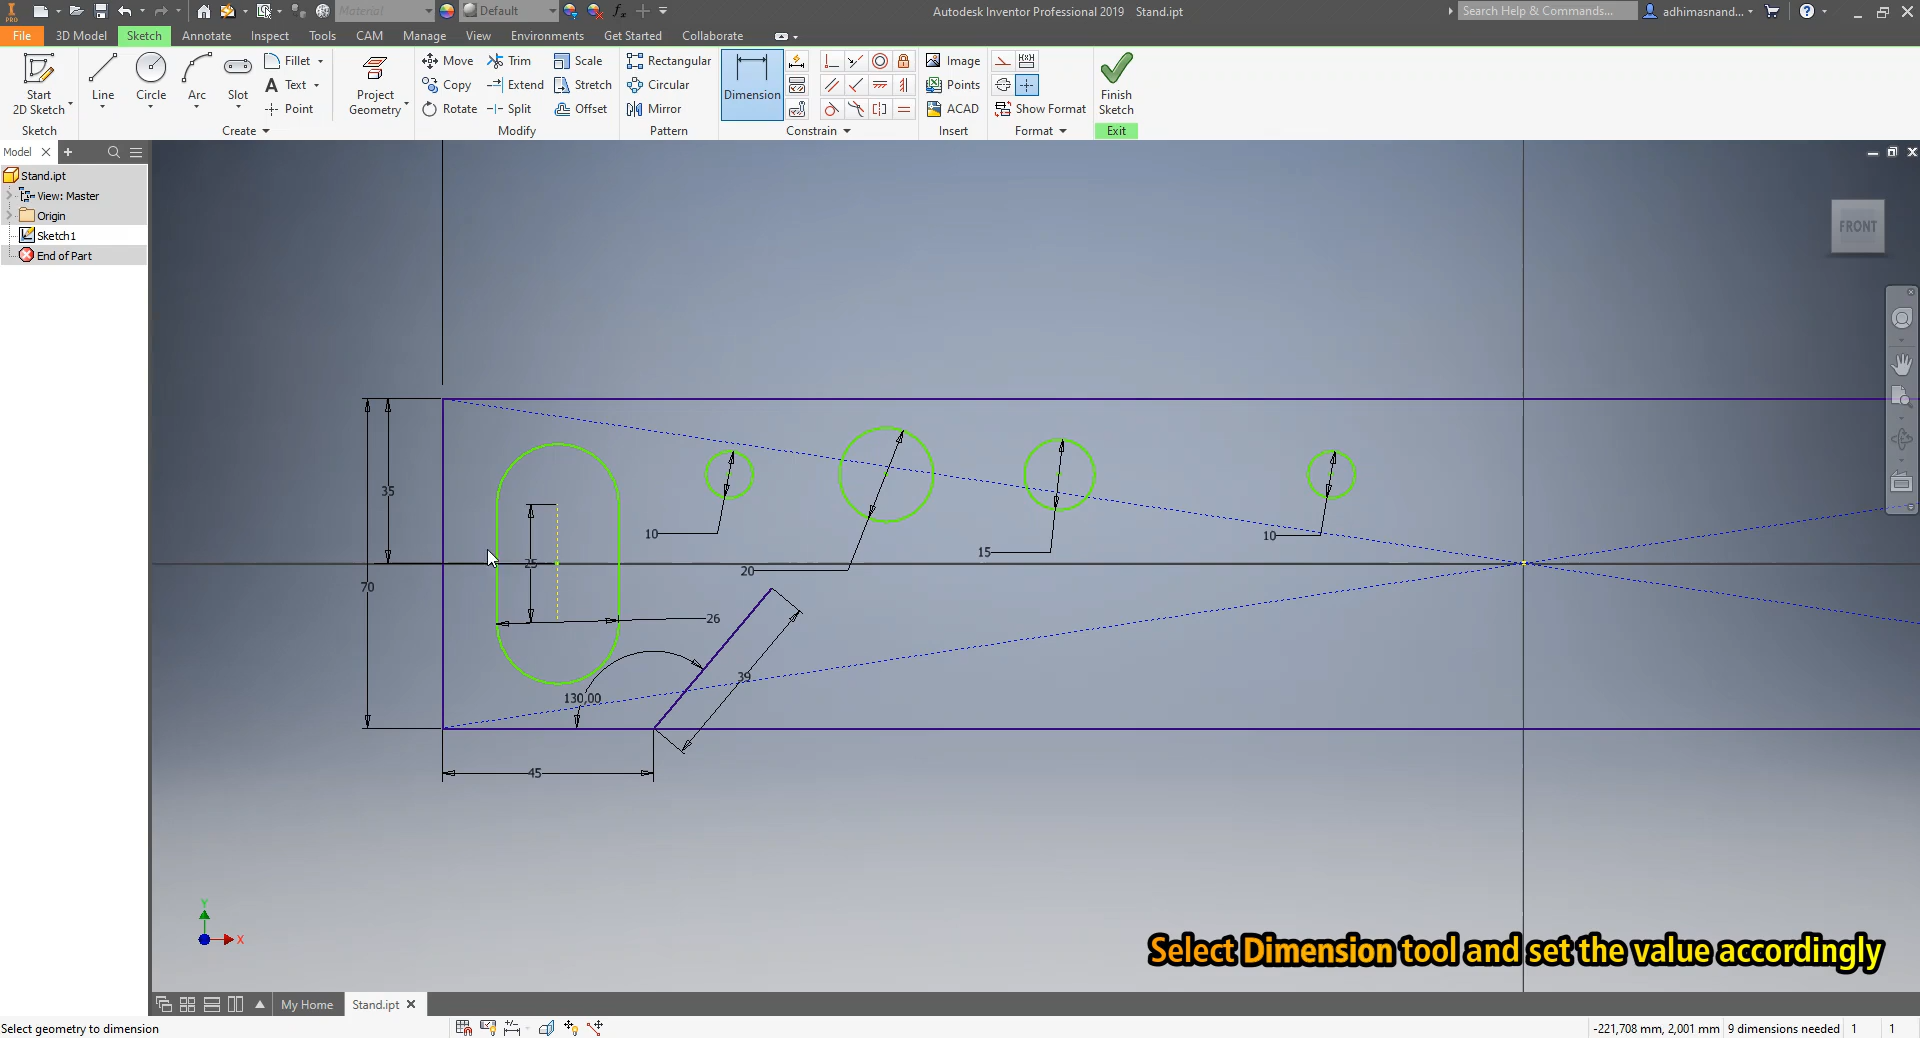 Material
Default
Autodesk Inventor Professional 2019 Stand.ipt
Search Help & Commands...
adhimasnand...
PRO
File 3D Model Sketch Annotate Inspect Tools CAM Manage View Environments Get Started Collaborate
Start
2D Sketch
Line
Circle
Arc
Slot
Fillet
Text
Point
Project
Geometry
Move
Copy
Rotate
Trim
Extend
Split
Scale
Stretch
Offset
Rectangular
Circular
Mirror
Dimension
Image
Points
ACAD
Show Format
Finish
Sketch
Sketch
Create
Modify
Pattern
Constrain
Insert
Format
Exit
Model
Stand.ipt
View: Master
Origin
Sketch1
End of Part
FRONT
35
70
25
26
10
20
15
10
39
130,00
45
Y
X
Select Dimension tool and set the value accordingly
My Home
Stand.ipt
Select geometry to dimension
-221,708 mm, 2,001 mm 9 dimensions needed 1 1